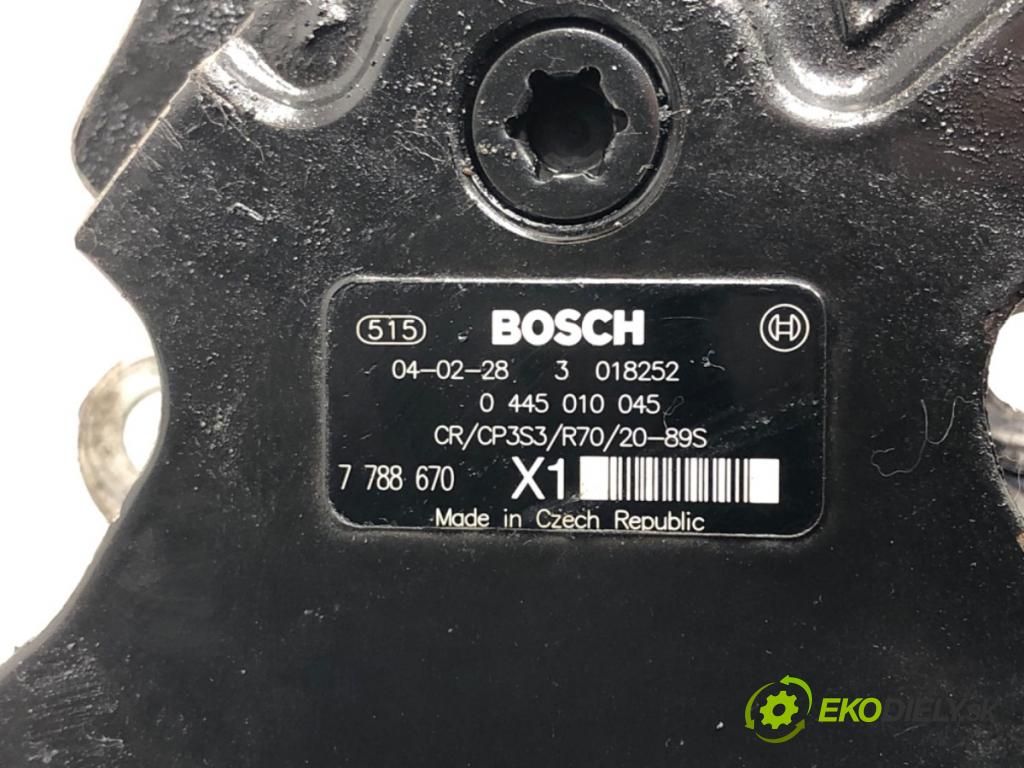 515 BOSCH
04-02-28 3 018252
0 445 010 045
CR/CP3S3/R70/20-89S
7 788 670 X1
Made in Czech Republic
EKODIELY.SK